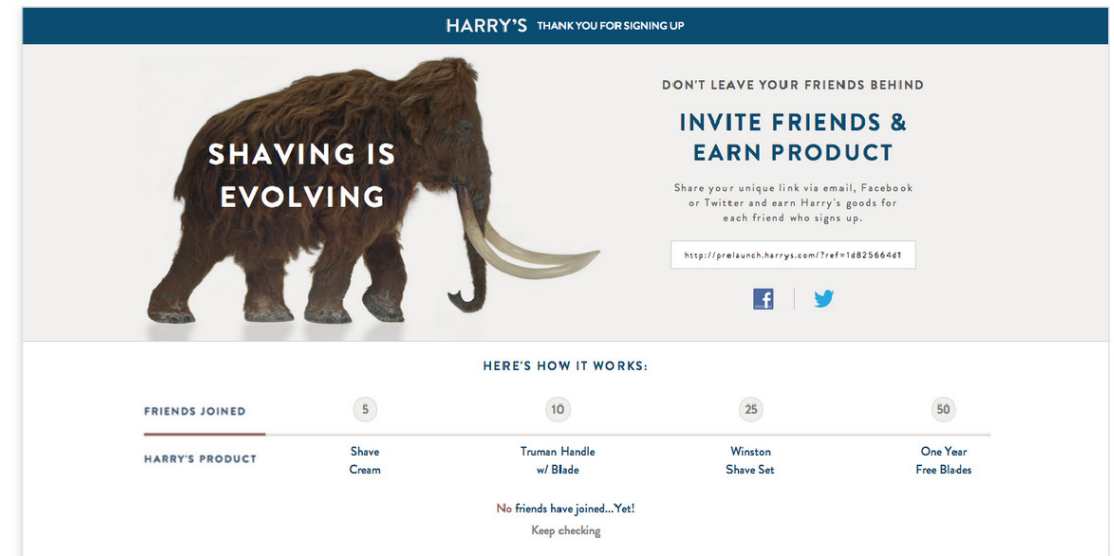 HARRY'S THANK YOU FOR SIGNING UP
SHAVING IS
EVOLVING
DON'T LEAVE YOUR FRIENDS BEHIND
INVITE FRIENDS &
EARN PRODUCT
Share your unique link via email, Facebook
or Twitter and earn Harry's goods for
each friend who signs up.
http://prelaunch.harrys.com/?ref=1d825664d1
f
HERE'S HOW IT WORKS:
FRIENDS JOINED
5
10
25
50
HARRY'S PRODUCT
Shave
Cream
Truman Handle
w/ Blade
Winston
Shave Set
One Year
Free Blades
No friends have joined...Yet!
Keep checking